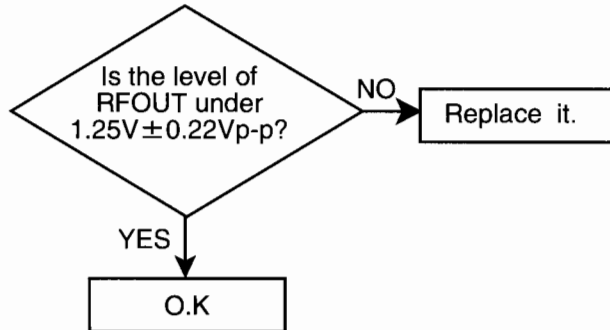 Is the level of
RFOUT under
1.25V±0.22Vp-p?
NO
Replace it.
YES
O.K